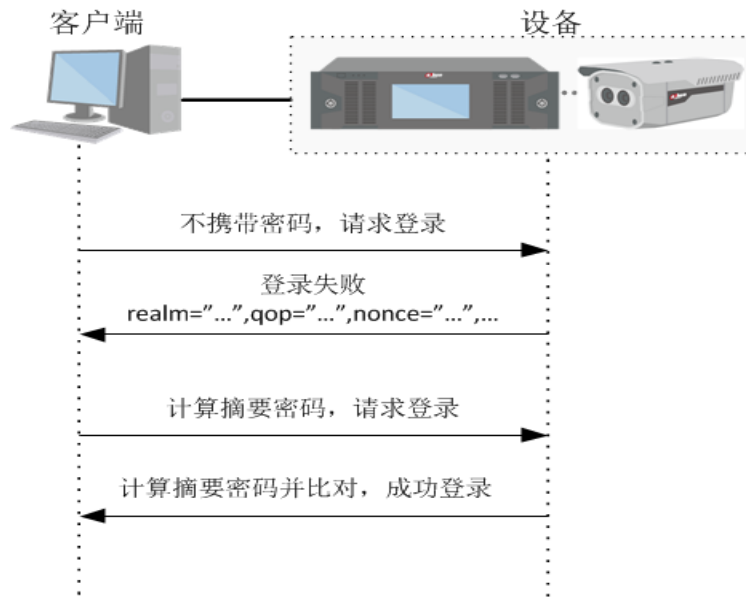 客户端
设备
不携带密码，请求登录
登录失败
realm=”...”,qop=”...”,nonce=”...”,...
计算摘要密码，请求登录
计算摘要密码并比对，成功登录